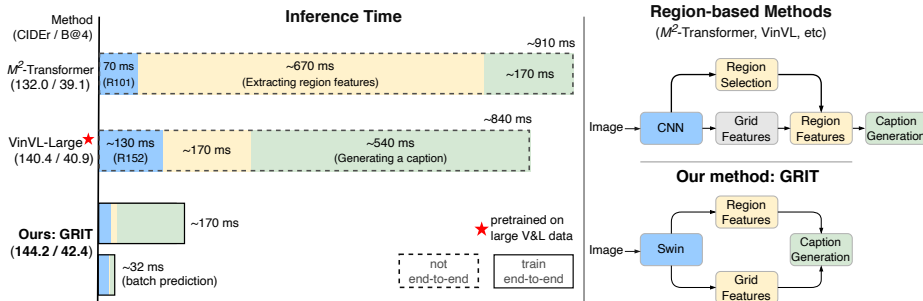 Inference Time
Method
(CIDEr / B@4)
~910 ms
M²-Transformer
(132.0 / 39.1)
70 ms
(R101)
~670 ms
(Extracting region features)
~170 ms
~840 ms
VinVL-Large
(140.4 / 40.9)
~130 ms
(R152)
~170 ms
~540 ms
(Generating a caption)
Ours: GRIT
(144.2 / 42.4)
~170 ms
~32 ms
(batch prediction)
pretrained on
large V&L data
not
end-to-end
train
end-to-end
Region-based Methods
(M²-Transformer, VinVL, etc)
Region
Selection
Image
CNN
Grid
Features
Region
Features
Caption
Generation
Our method: GRIT
Region
Features
Image
Swin
Caption
Generation
Grid
Features